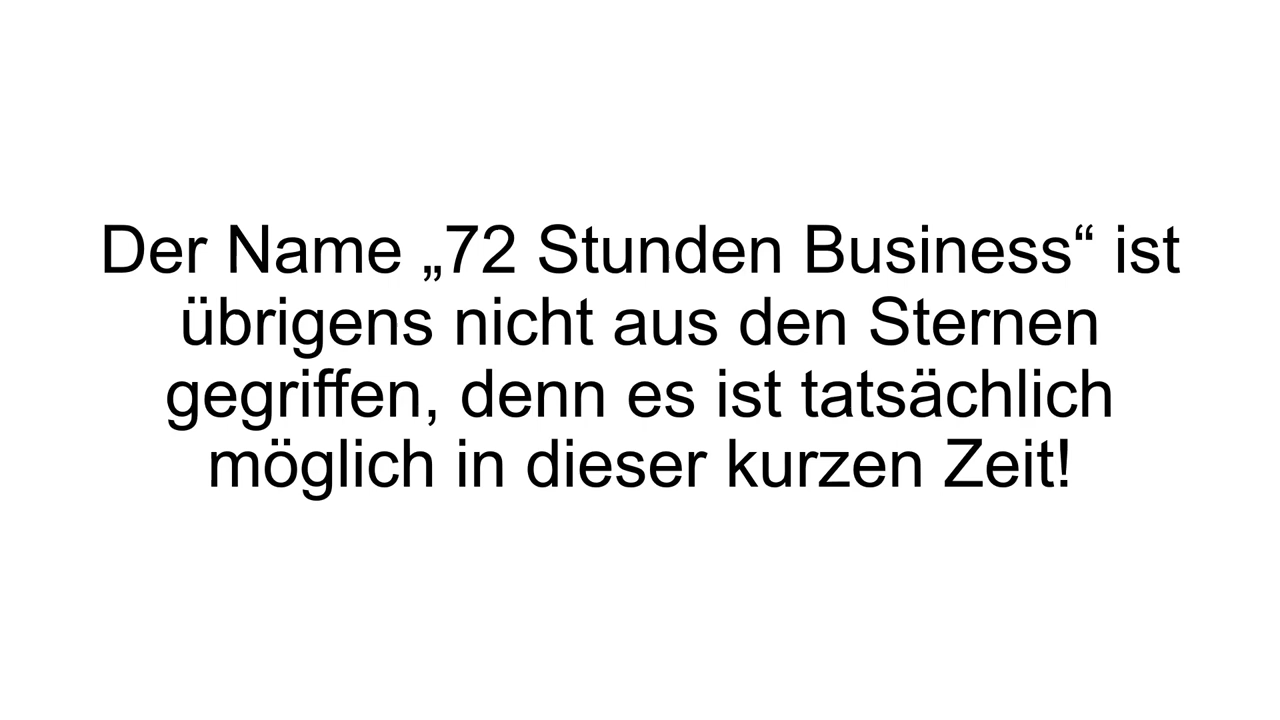 Der Name „72 Stunden Business“ ist
übrigens nicht aus den Sternen
gegriffen, denn es ist tatsächlich
möglich in dieser kurzen Zeit!